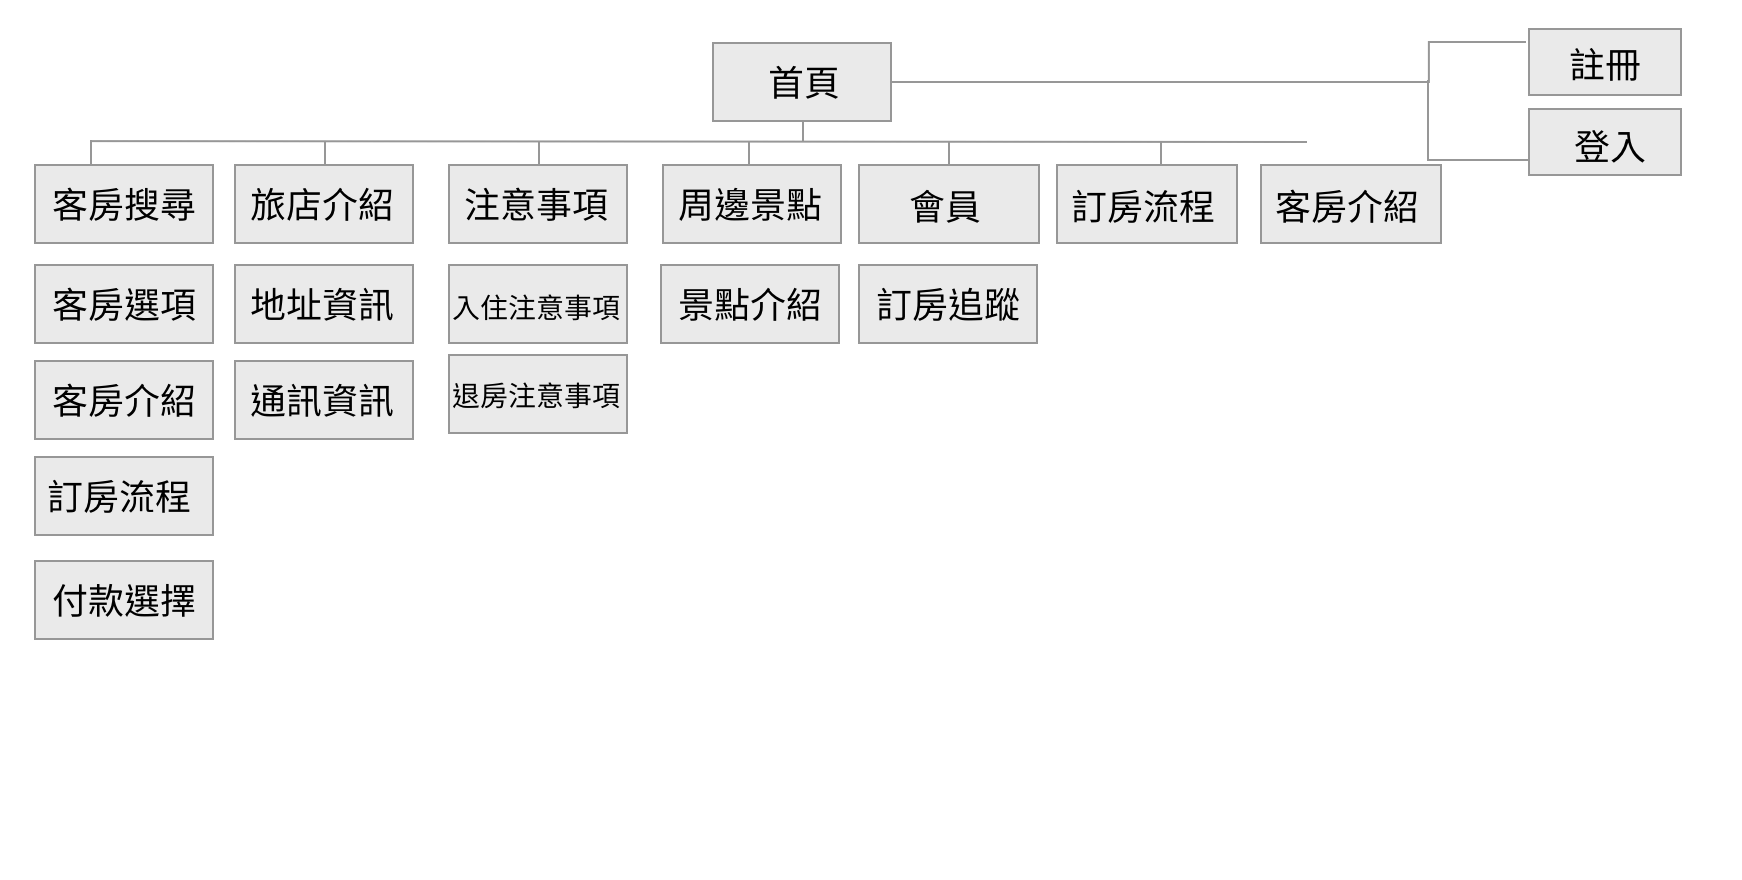 首頁
註冊
登入
客房搜尋
旅店介紹
注意事項
周邊景點
會員
訂房流程
客房介紹
客房選項
地址資訊
入住注意事項
景點介紹
訂房追蹤
客房介紹
通訊資訊
退房注意事項
訂房流程
付款選擇